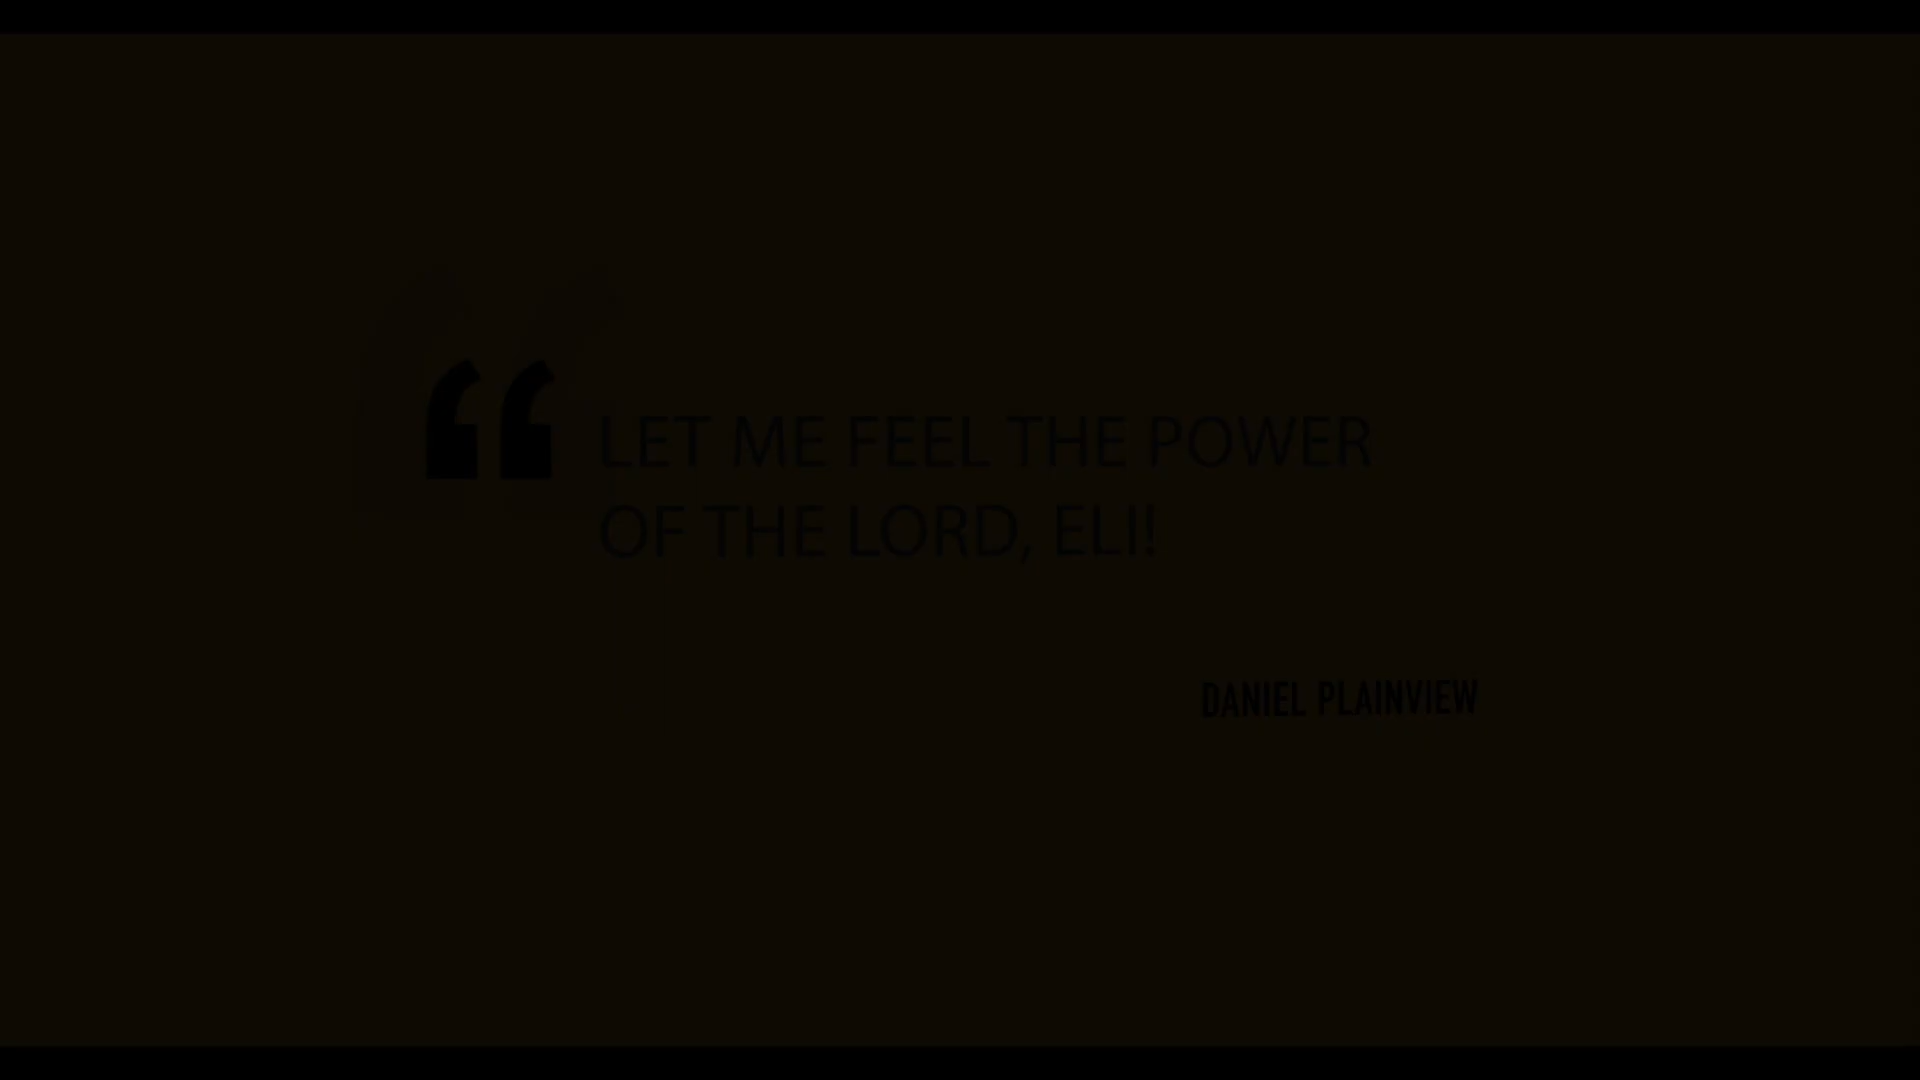 “ LET ME FEEL THE POWER
OF THE LORD, ELI!
DANIEL PLAINVIEW